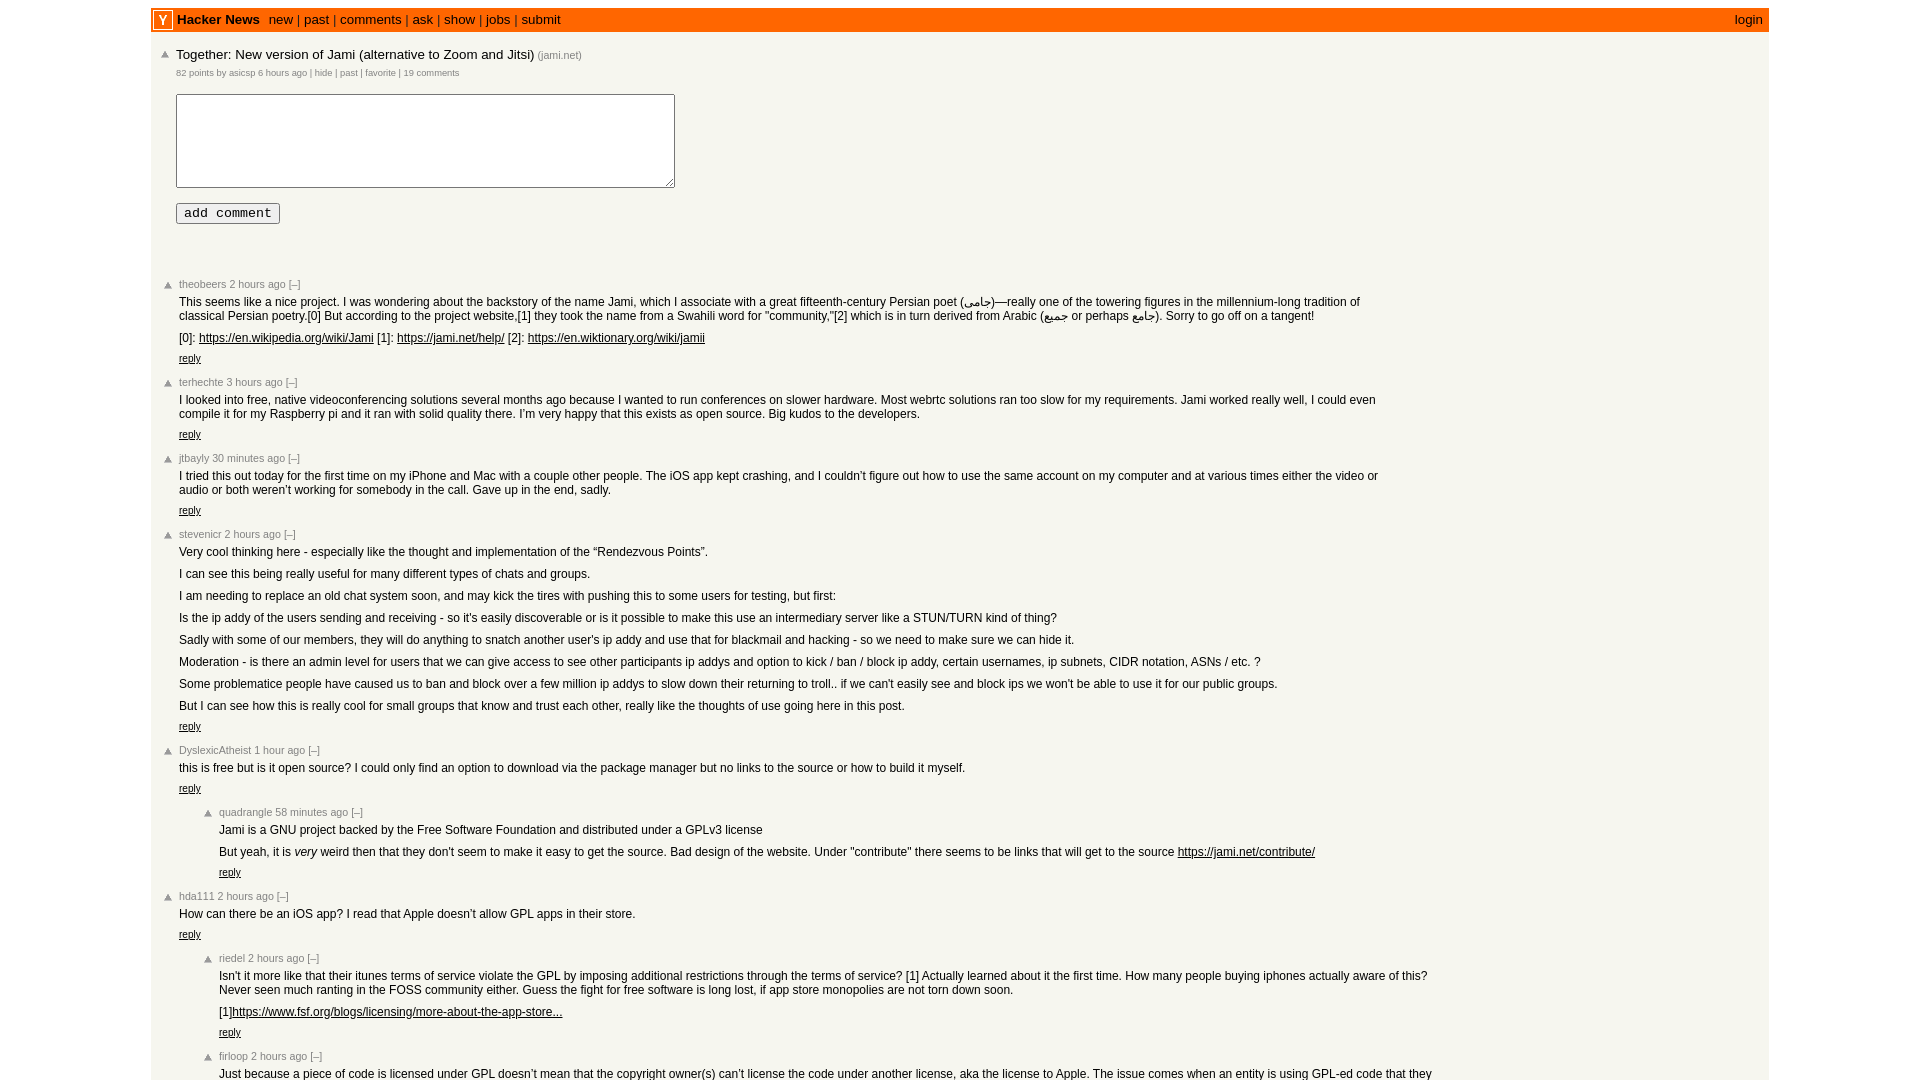 Y Hacker News new | past | comments | ask | show | jobs | submit login
Together: New version of Jami (alternative to Zoom and Jitsi) (jami.net)
82 points by asicsp 6 hours ago | hide | past | favorite | 19 comments
add comment
theobeers 2 hours ago [–]
This seems like a nice project. I was wondering about the backstory of the name Jami, which I associate with a great fifteenth-century Persian poet (جامی)—really one of the towering figures in the millennium-long tradition of
classical Persian poetry.[0] But according to the project website,[1] they took the name from a Swahili word for "community,"[2] which is in turn derived from Arabic (جميع or perhaps جامع). Sorry to go off on a tangent!
[0]: https://en.wikipedia.org/wiki/Jami [1]: https://jami.net/help/ [2]: https://en.wiktionary.org/wiki/jamii
reply
terhechte 3 hours ago [–]
I looked into free, native videoconferencing solutions several months ago because I wanted to run conferences on slower hardware. Most webrtc solutions ran too slow for my requirements. Jami worked really well, I could even
compile it for my Raspberry pi and it ran with solid quality there. I’m very happy that this exists as open source. Big kudos to the developers.
reply
jtbayly 30 minutes ago [–]
I tried this out today for the first time on my iPhone and Mac with a couple other people. The iOS app kept crashing, and I couldn’t figure out how to use the same account on my computer and at various times either the video or
audio or both weren’t working for somebody in the call. Gave up in the end, sadly.
reply
stevenicr 2 hours ago [–]
Very cool thinking here - especially like the thought and implementation of the “Rendezvous Points”.
I can see this being really useful for many different types of chats and groups.
I am needing to replace an old chat system soon, and may kick the tires with pushing this to some users for testing, but first:
Is the ip addy of the users sending and receiving - so it's easily discoverable or is it possible to make this use an intermediary server like a STUN/TURN kind of thing?
Sadly with some of our members, they will do anything to snatch another user's ip addy and use that for blackmail and hacking - so we need to make sure we can hide it.
Moderation - is there an admin level for users that we can give access to see other participants ip addys and option to kick / ban / block ip addy, certain usernames, ip subnets, CIDR notation, ASNs / etc. ?
Some problematice people have caused us to ban and block over a few million ip addys to slow down their returning to troll.. if we can't easily see and block ips we won't be able to use it for our public groups.
But I can see how this is really cool for small groups that know and trust each other, really like the thoughts of use going here in this post.
reply
DyslexicAtheist 1 hour ago [–]
this is free but is it open source? I could only find an option to download via the package manager but no links to the source or how to build it myself.
reply
quadrangle 58 minutes ago [–]
Jami is a GNU project backed by the Free Software Foundation and distributed under a GPLv3 license
But yeah, it is very weird then that they don't seem to make it easy to get the source. Bad design of the website. Under "contribute" there seems to be links that will get to the source https://jami.net/contribute/
reply
hda111 2 hours ago [–]
How can there be an iOS app? I read that Apple doesn’t allow GPL apps in their store.
reply
riedel 2 hours ago [–]
Isn't it more like that their itunes terms of service violate the GPL by imposing additional restrictions through the terms of service? [1] Actually learned about it the first time. How many people buying iphones actually aware of this?
Never seen much ranting in the FOSS community either. Guess the fight for free software is long lost, if app store monopolies are not torn down soon.
[1]https://www.fsf.org/blogs/licensing/more-about-the-app-store...
reply
firloop 2 hours ago [–]
Just because a piece of code is licensed under GPL doesn’t mean that the copyright owner(s) can’t license the code under another license, aka the license to Apple. The issue comes when an entity is using GPL-ed code that they